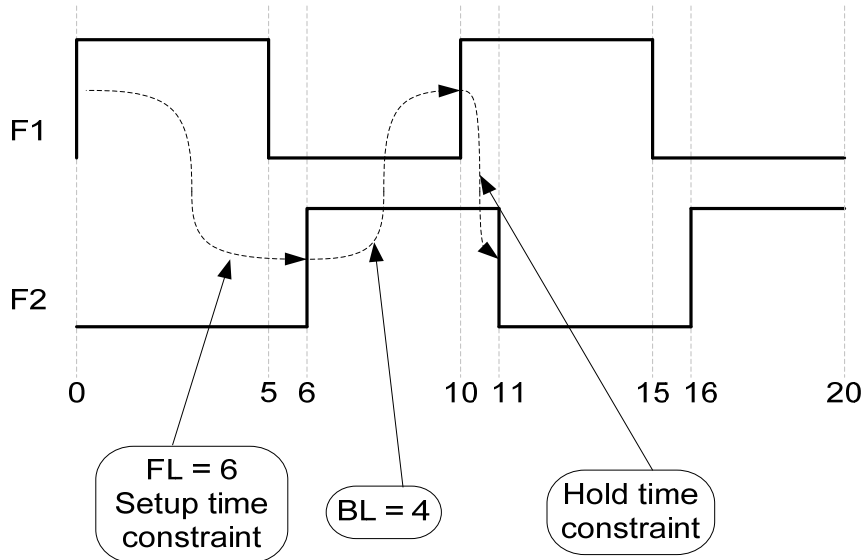 F1
F2
0 5 6 10 11 15 16 20
FL = 6
Setup time
constraint
BL = 4
Hold time
constraint